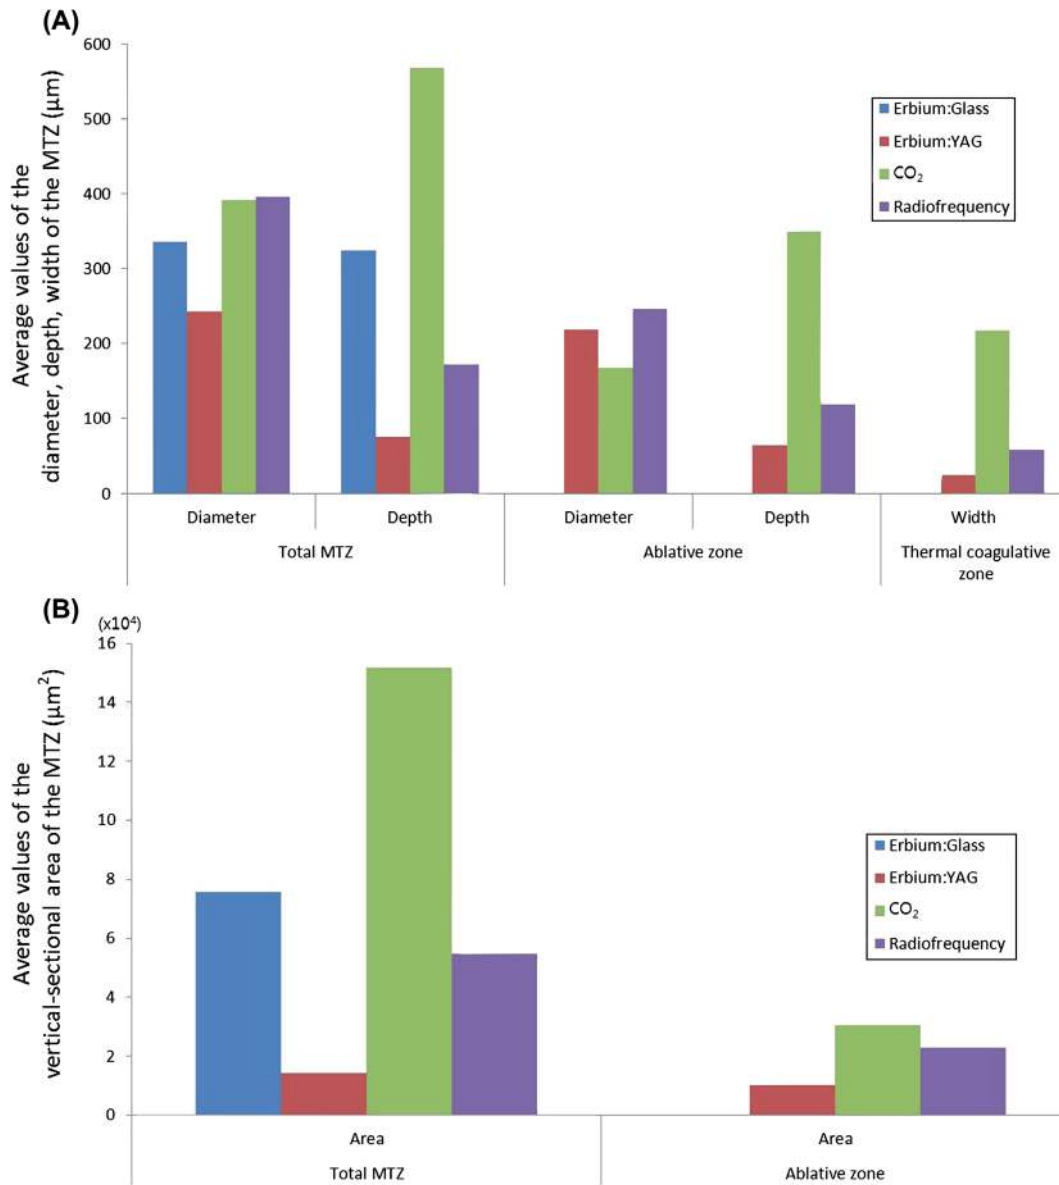 (A)
600
500
400
300
200
100
0
Average values of the
diameter, depth, width of the MTZ (μm)
Erbium:Glass
Erbium:YAG
CO₂
Radiofrequency
Diameter Depth Diameter Depth Width
Total MTZ Ablative zone Thermal coagulative
zone
(B)
(x10⁴)
16
14
12
10
8
6
4
2
0
Average values of the
vertical-sectional area of the MTZ (μm²)
Erbium:Glass
Erbium:YAG
CO₂
Radiofrequency
Area Area
Total MTZ Ablative zone